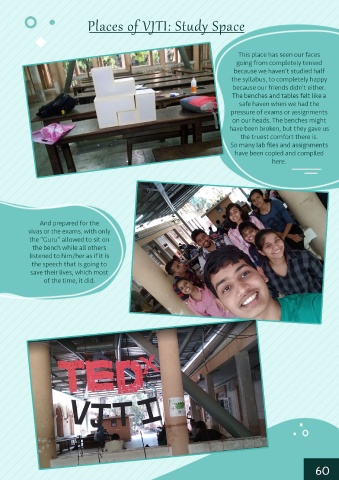 Places of VJTI: Study Space
This place has seen our faces
going from completely tensed
because we haven't studied half
the syllabus, to completely happy
because our friends didn't either.
The benches and tables felt like a
safe haven when we had the
pressure of exams or assignments
on our heads. The benches might
have been broken, but they gave us
the truest comfort there is.
So many lab files and assignments
have been copied and compiled
here.
And prepared for the
vivas or the exams, with only
the "Guru" allowed to sit on
the bench while all others
listened to him/her as if it is
the speech that is going to
save their lives, which most
of the time, it did.
TEDx
VJTI
60